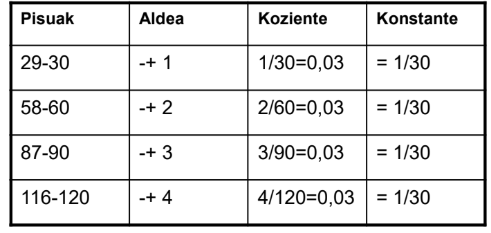 Pisuak Aldea Koziente Konstante
29-30 -+ 1 1/30=0,03 = 1/30
58-60 -+ 2 2/60=0,03 = 1/30
87-90 -+ 3 3/90=0,03 = 1/30
116-120 -+ 4 4/120=0,03 = 1/30